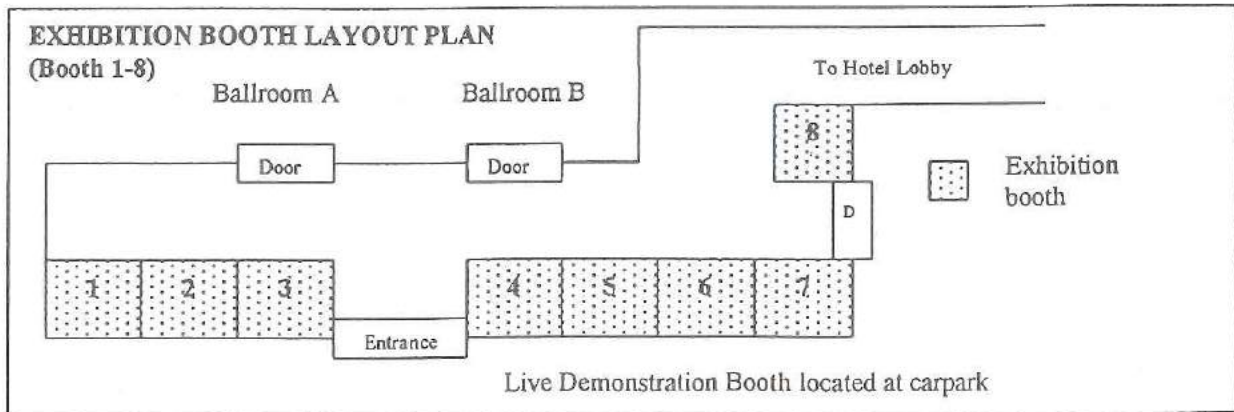 EXHIBITION BOOTH LAYOUT PLAN
(Booth 1-8)
To Hotel Lobby
Ballroom A
Ballroom B
8
Door
Door
Exhibition
booth
D
1
2
3
4
5
6
7
Entrance
Live Demonstration Booth located at carpark